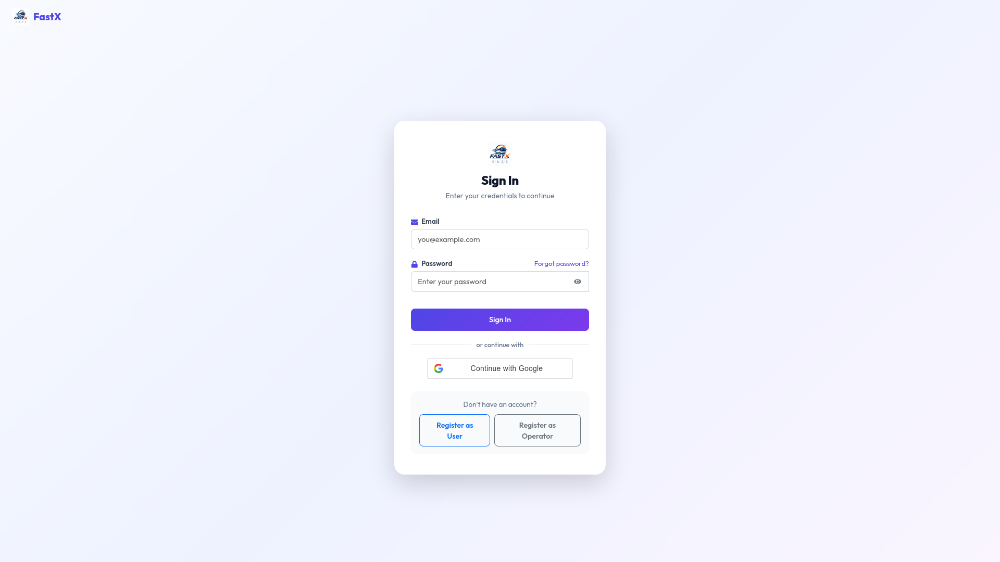 FastX
FASTX
Sign In
Enter your credentials to continue
Email
you@example.com
Password
Forgot password?
Enter your password
Sign In
or continue with
Continue with Google
Don't have an account?
Register as
User
Register as
Operator